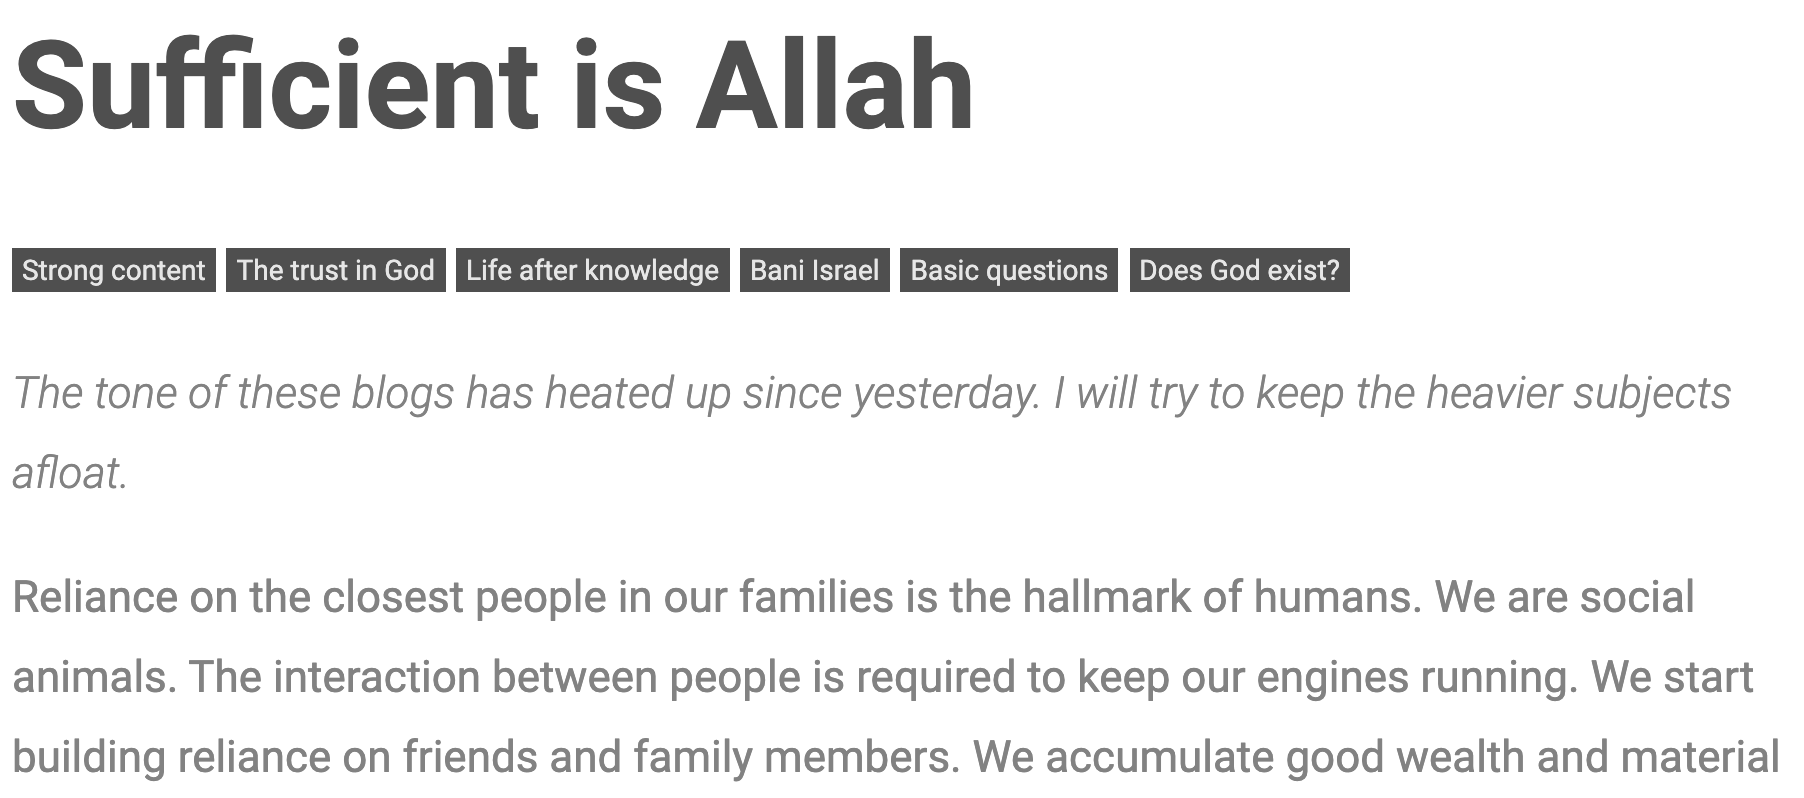 Sufficient is Allah
Strong content The trust in God Life after knowledge Bani Israel Basic questions Does God exist?
The tone of these blogs has heated up since yesterday. I will try to keep the heavier subjects
afloat.
Reliance on the closest people in our families is the hallmark of humans. We are social
animals. The interaction between people is required to keep our engines running. We start
building reliance on friends and family members. We accumulate good wealth and material